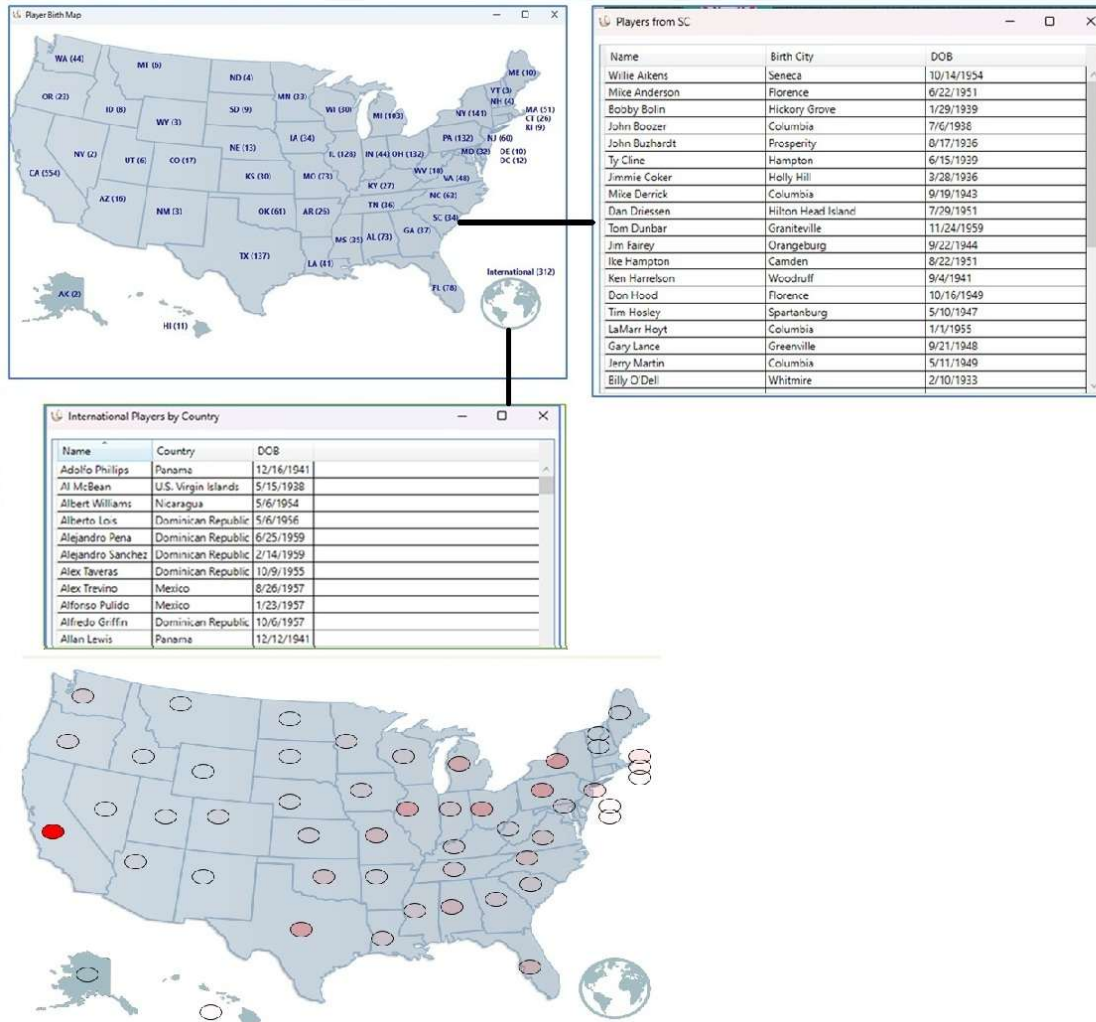 Player Birth Map
WA (44)
MT (6)
ND (4)
MN (33)
WI (30)
ME (10)
VT (3)
NH (4)
MA (51)
CT (26)
RI (9)
OR (23)
ID (8)
WY (3)
SD (9)
MI (103)
NY (141)
IA (34)
PA (132)
NJ (60)
NE (13)
MD (32)
DE (10)
DC (12)
NV (2)
UT (6)
CO (17)
IL (128)
IN (44)
OH (132)
WV (18)
CA (554)
KS (30)
MO (73)
VA (48)
KY (27)
AZ (16)
NC (62)
NM (3)
OK (61)
AR (25)
TN (36)
SC (34)
MS (35)
AL (73)
GA (37)
TX (137)
LA (41)
FL (78)
International (312)
AK (2)
HI (11)
Players from SC
Name Birth City DOB
Willie Aikens Seneca 10/14/1954
Mike Anderson Florence 6/22/1951
Bobby Bolin Hickory Grove 1/29/1939
John Boozer Columbia 7/6/1938
John Buzhardt Prosperity 8/17/1936
Ty Cline Hampton 6/15/1939
Jimmie Coker Holly Hill 3/28/1936
Mike Derrick Columbia 9/19/1943
Dan Driessen Hilton Head Island 7/29/1951
Tom Dunbar Graniteville 11/24/1959
Jim Fairey Orangeburg 9/22/1944
Ike Hampton Camden 8/22/1951
Ken Harrelson Woodruff 9/4/1941
Don Hood Florence 10/16/1949
Tim Hosley Spartanburg 5/10/1947
LaMarr Hoyt Columbia 1/1/1955
Gary Lance Greenville 9/21/1948
Jerry Martin Columbia 5/11/1949
Billy O'Dell Whitmire 2/10/1933
International Players by Country
Name Country DOB
Adolfo Phillips Panama 12/16/1941
Al McBean U.S. Virgin Islands 5/15/1938
Albert Williams Nicaragua 5/6/1954
Alberto Lois Dominican Republic 5/6/1956
Alejandro Pena Dominican Republic 6/25/1959
Alejandro Sanchez Dominican Republic 2/14/1959
Alex Taveras Dominican Republic 10/9/1955
Alex Trevino Mexico 8/26/1957
Alfonso Pulido Mexico 1/23/1957
Alfredo Griffin Dominican Republic 10/6/1957
Allan Lewis Panama 12/12/1941